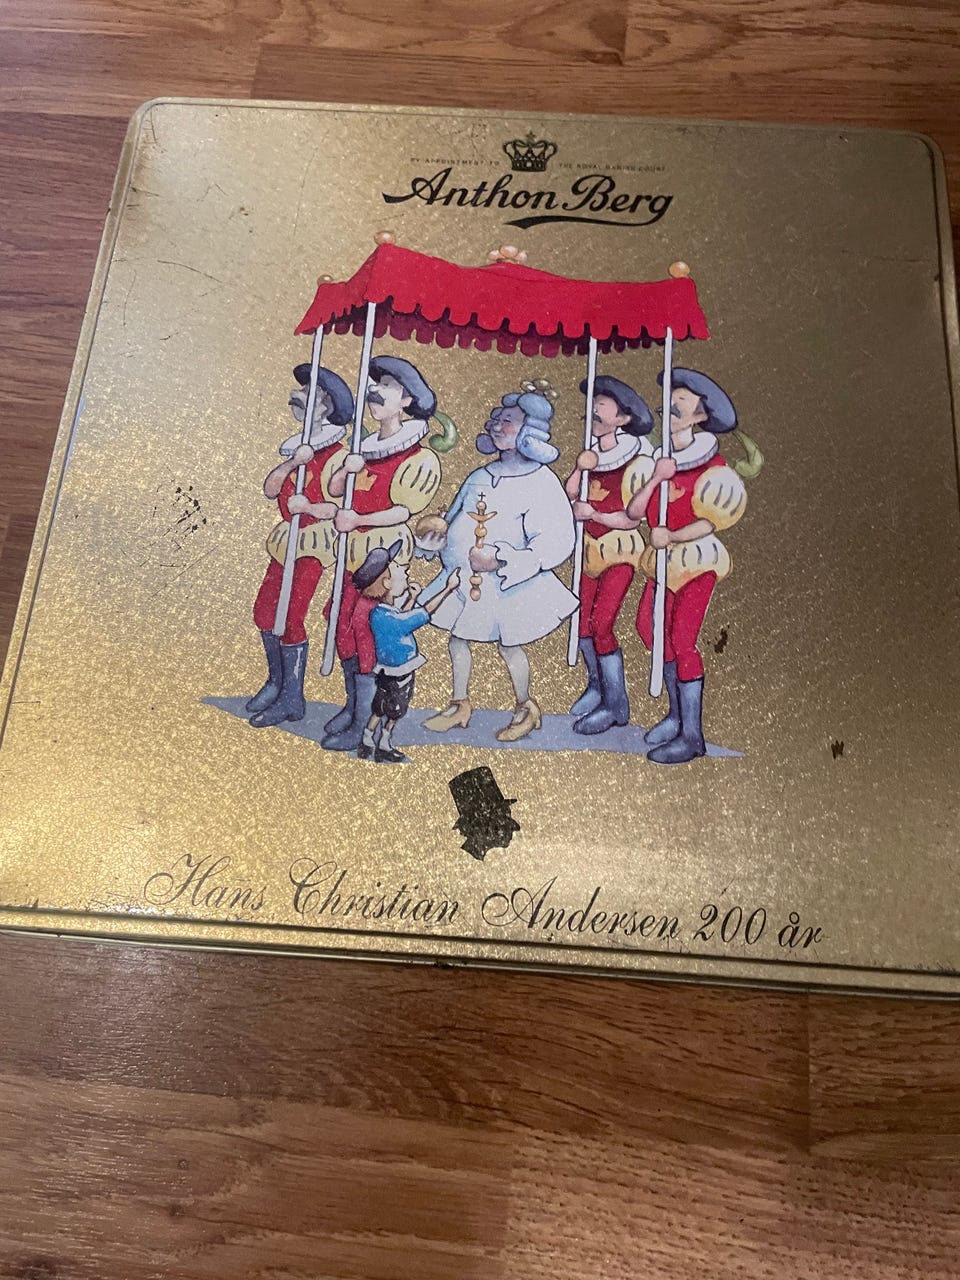 BY APPOINTMENT TO THE ROYAL DANISH COURT
Anthon Berg
Hans Christian Andersen 200 år